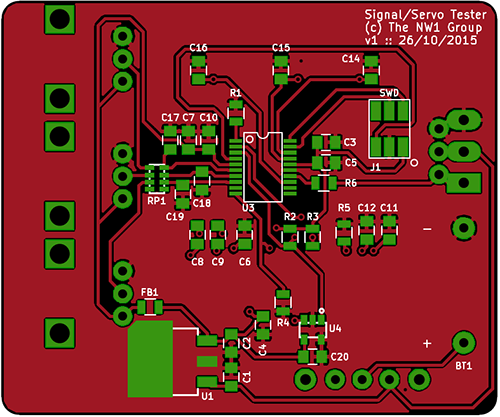 Signal/Servo Tester
(c) The NW1 Group
v1 :: 26/10/2015
C16
C15
C14
SWD
R1
C17
C7
C10
C3
C5
J1
R6
RP1
C18
C19
U3
R2
R3
R5
C12
C11
C8
C9
C6
FB1
R4
U4
C4
C2
C20
C1
U1
BT1
−
+